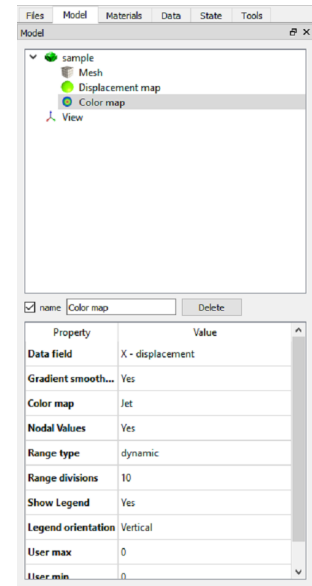 Files Model Materials Data State Tools
Model
sample
Mesh
Displacement map
Color map
View
name Color map Delete
Property Value
Data field X - displacement
Gradient smooth... Yes
Color map Jet
Nodal Values Yes
Range type dynamic
Range divisions 10
Show Legend Yes
Legend orientation Vertical
User max 0
User min 0